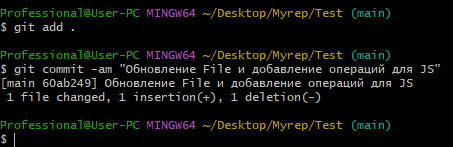 Professional@User-PC MINGW64 ~/Desktop/Myrep/Test (main)
$ git add .
Professional@User-PC MINGW64 ~/Desktop/Myrep/Test (main)
$ git commit -am "Обновление File и добавление операций для JS"
[main 60ab249] Обновление File и добавление операций для JS
 1 file changed, 1 insertion(+), 1 deletion(-)
Professional@User-PC MINGW64 ~/Desktop/Myrep/Test (main)
$